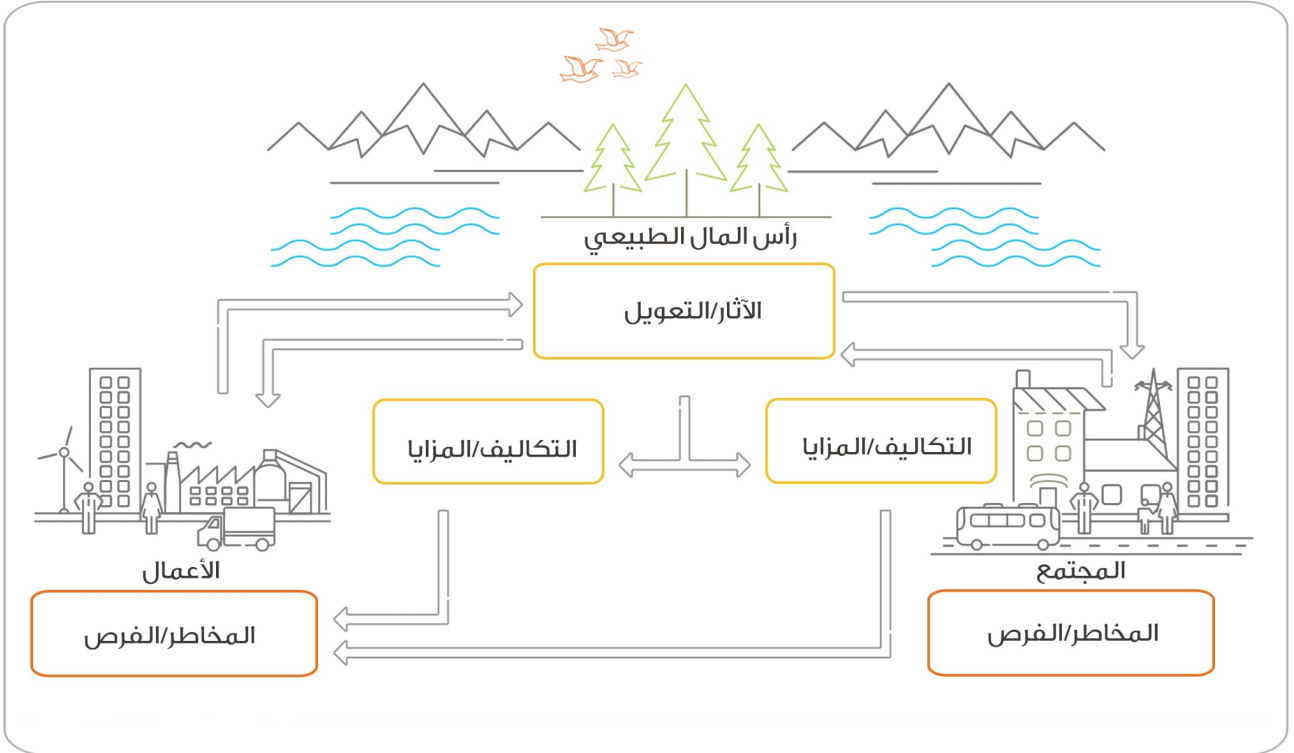 رأس المال الطبيعي
الآثار/التعويل
التكاليف/المزايا
التكاليف/المزايا
المجتمع
الأعمال
المخاطر/الفرص
المخاطر/الفرص